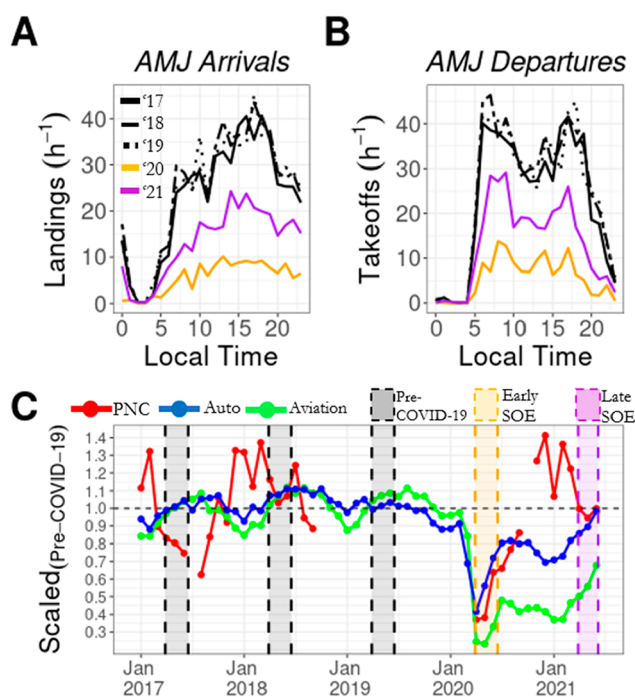 A
AMJ Arrivals
Landings (h⁻¹)
40
30
20
10
0
‘17
‘18
‘19
‘20
‘21
0 5 10 15 20
Local Time
B
AMJ Departures
Takeoffs (h⁻¹)
40
30
20
10
0
0 5 10 15 20
Local Time
C
PNC Auto Aviation
Pre-
COVID-19
Early
SOE
Late
SOE
Scaled(Pre–COVID–19)
1.4
1.3
1.2
1.1
1.0
0.9
0.8
0.7
0.6
0.5
0.4
0.3
Jan
2017
Jan
2018
Jan
2019
Jan
2020
Jan
2021